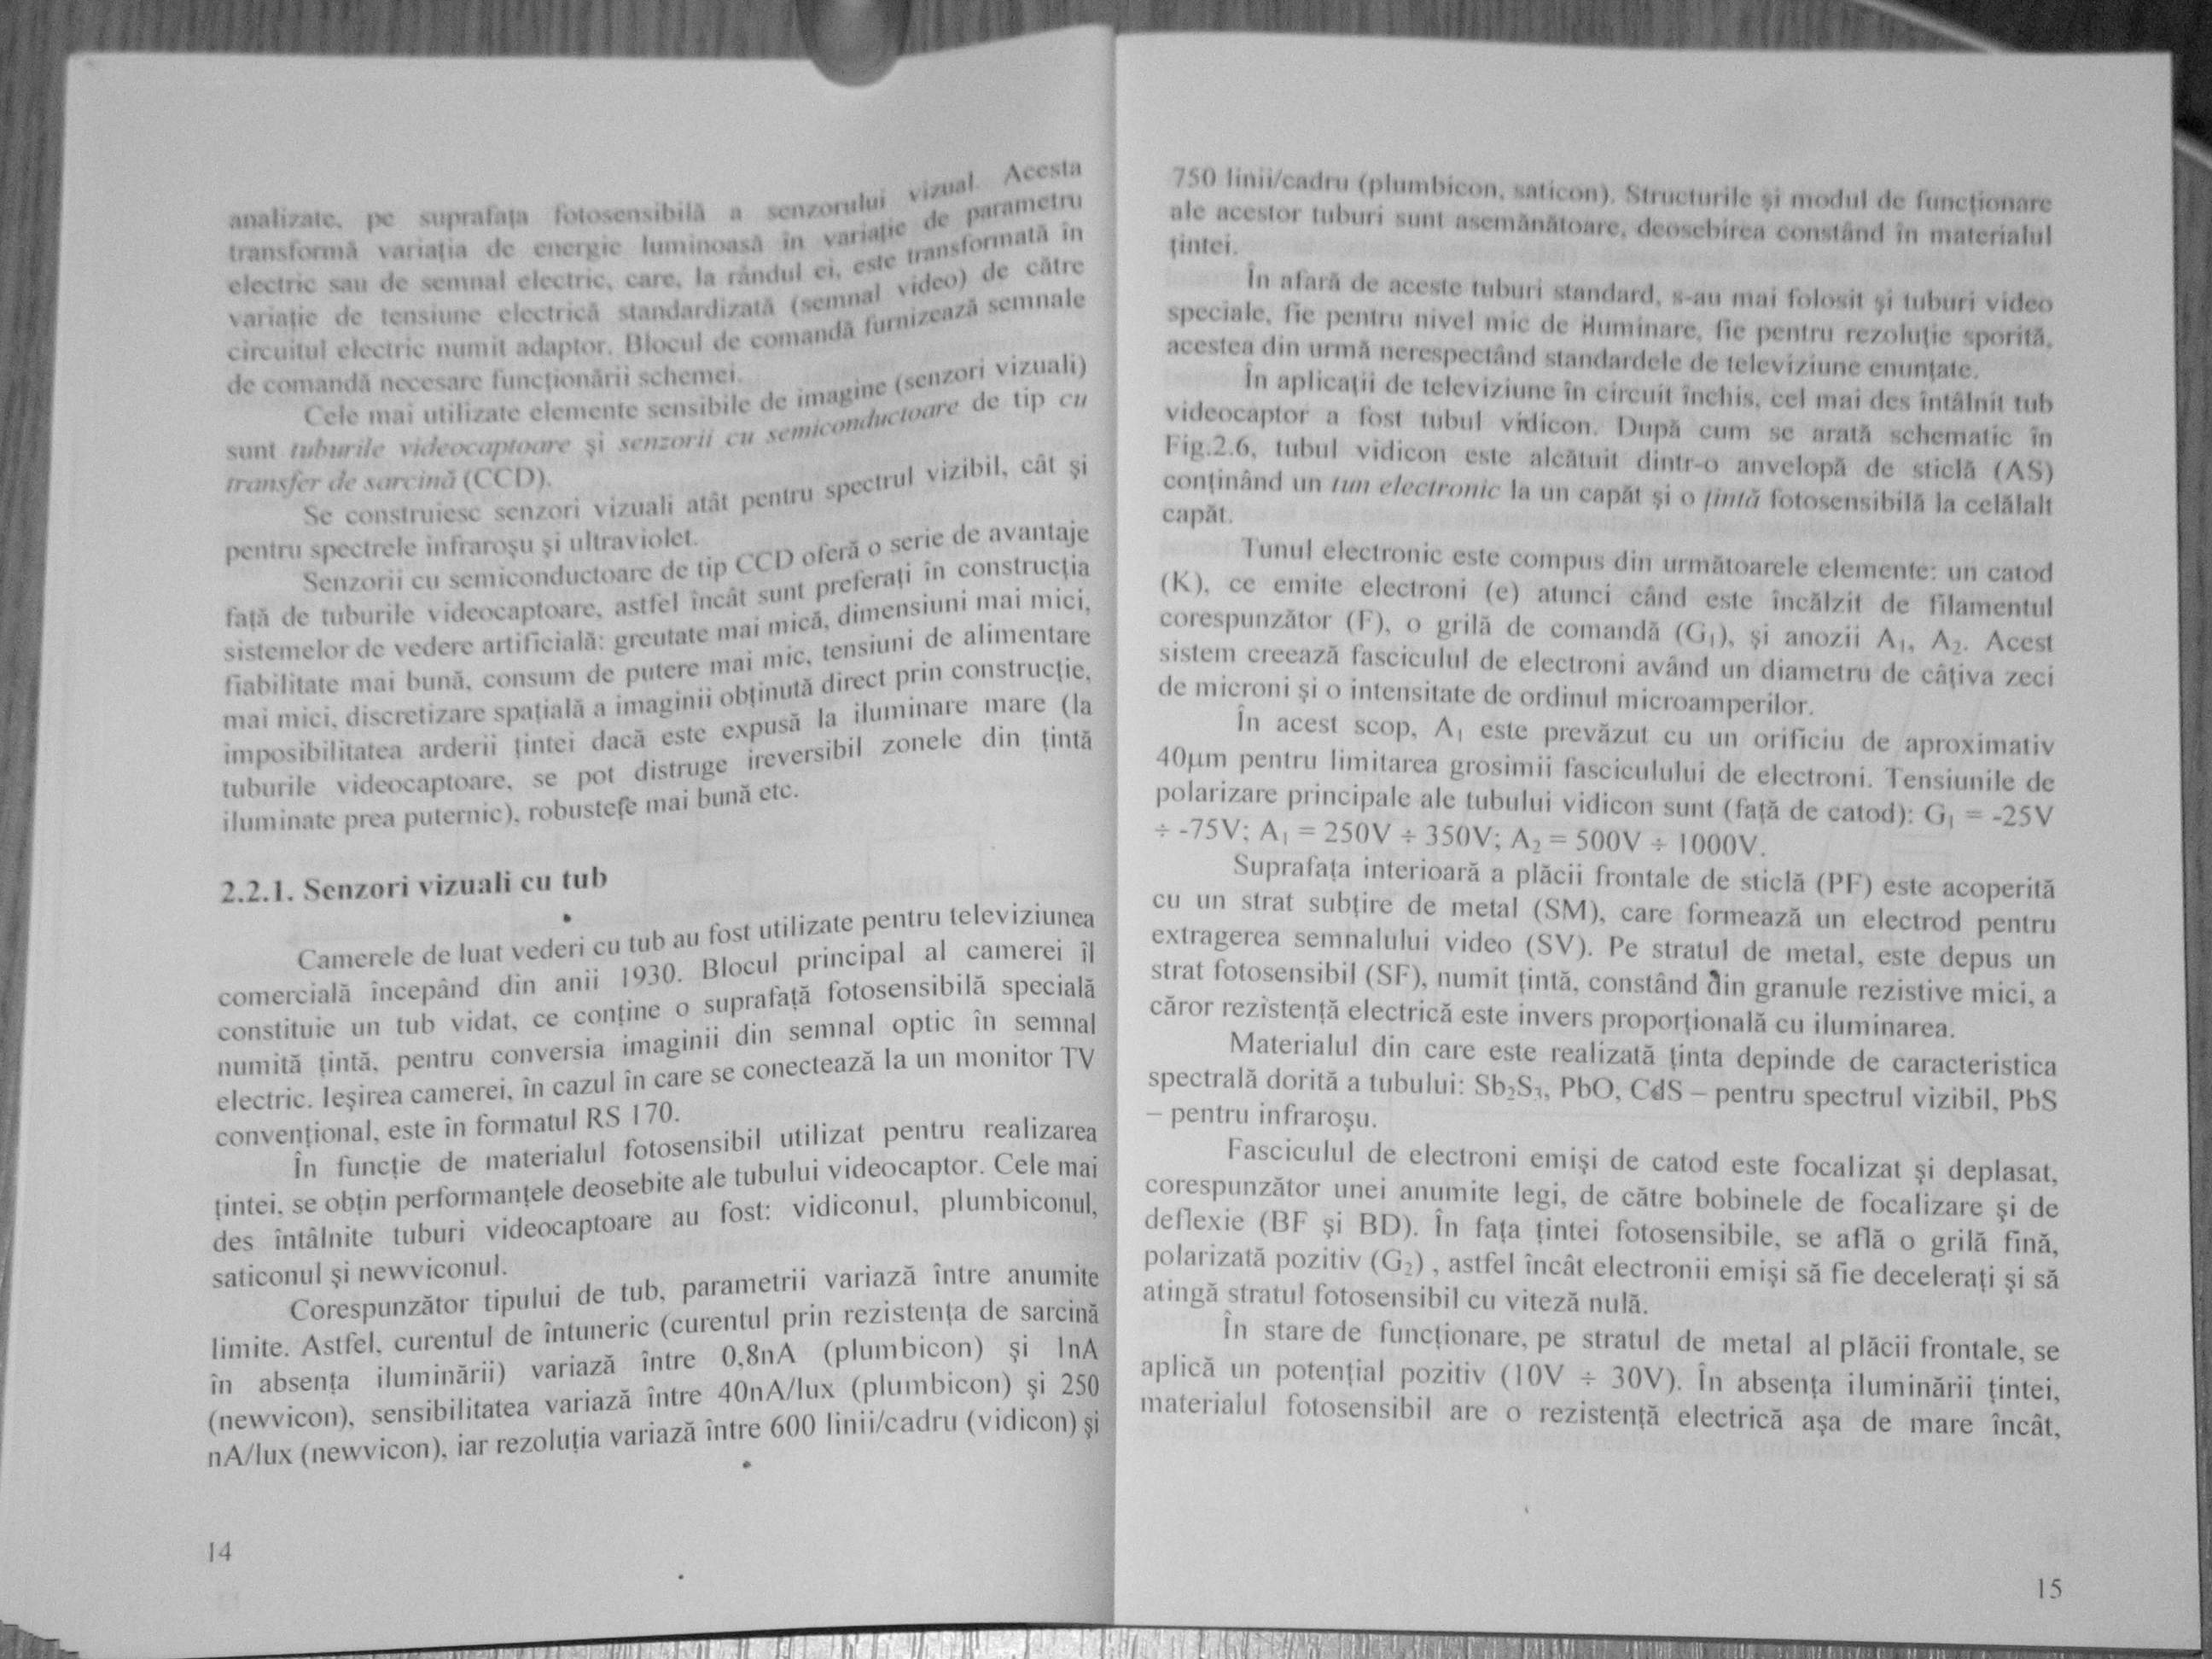 analizate, pe suprafaţa fotosensibilă a senzorului vizual. Acesta
transformă variaţia de energie luminoasă în variaţie de parametru
electric sau de semnal electric, care, la rândul ei, este transformată în
variaţie de tensiune electrică standardizată (semnal video) de către
circuitul electric numit adaptor. Blocul de comandă furnizează semnale
de comandă necesare funcţionării schemei.
Cele mai utilizate elemente sensibile de imagine (senzori vizuali)
sunt tuburile videocaptoare şi senzorii cu semiconductoare de tip cu
transfer de sarcină (CCD).
Se construiesc senzori vizuali atât pentru spectrul vizibil, cât şi
pentru spectrele infraroşu şi ultraviolet.
Senzorii cu semiconductoare de tip CCD oferă o serie de avantaje
faţă de tuburile videocaptoare, astfel încât sunt preferaţi în construcţia
sistemelor de vedere artificială: greutate mai mică, dimensiuni mai mici,
fiabilitate mai bună, consum de putere mai mic, tensiuni de alimentare
mai mici, discretizare spaţială a imaginii obţinută direct prin construcţie,
imposibilitatea arderii ţintei dacă este expusă la iluminare mare (la
tuburile videocaptoare, se pot distruge ireversibil zonele din ţintă
iluminate prea puternic), robusteţe mai bună etc.
2.2.1. Senzori vizuali cu tub
Camerele de luat vederi cu tub au fost utilizate pentru televiziunea
comercială începând din anii 1930. Blocul principal al camerei îl
constituie un tub vidat, ce conţine o suprafaţă fotosensibilă specială
numită ţintă, pentru conversia imaginii din semnal optic în semnal
electric. Ieşirea camerei, în cazul în care se conectează la un monitor TV
convenţional, este în formatul RS 170.
În funcţie de materialul fotosensibil utilizat pentru realizarea
ţintei, se obţin performanţele deosebite ale tubului videocaptor. Cele mai
des întâlnite tuburi videocaptoare au fost: vidiconul, plumbiconul,
saticonul şi newviconul.
Corespunzător tipului de tub, parametrii variază între anumite
limite. Astfel, curentul de întuneric (curentul prin rezistenţa de sarcină
în absenţa iluminării) variază între 0,8nA (plumbicon) şi 1nA
(newvicon), sensibilitatea variază între 40nA/lux (plumbicon) şi 250
nA/lux (newvicon), iar rezoluţia variază între 600 linii/cadru (vidicon) şi
14
750 linii/cadru (plumbicon, saticon). Structurile şi modul de funcţionare
ale acestor tuburi sunt asemănătoare, deosebirea constând în materialul
ţintei.
În afară de aceste tuburi standard, s-au mai folosit şi tuburi video
speciale, fie pentru nivel mic de iluminare, fie pentru rezoluţie sporită,
acestea din urmă nerespectând standardele de televiziune enunţate.
În aplicaţii de televiziune în circuit închis, cel mai des întâlnit tub
videocaptor a fost tubul vidicon. După cum se arată schematic în
Fig.2.6, tubul vidicon este alcătuit dintr-o anvelopă de sticlă (AS)
conţinând un tun electronic la un capăt şi o ţintă fotosensibilă la celălalt
capăt.
Tunul electronic este compus din următoarele elemente: un catod
(K), ce emite electroni (e) atunci când este încălzit de filamentul
corespunzător (F), o grilă de comandă (G₁), şi anozii A₁, A₂. Acest
sistem creează fasciculul de electroni având un diametru de câţiva zeci
de microni şi o intensitate de ordinul microamperilor.
În acest scop, A₁ este prevăzut cu un orificiu de aproximativ
40μm pentru limitarea grosimii fasciculului de electroni. Tensiunile de
polarizare principale ale tubului vidicon sunt (faţă de catod): G₁ = -25V
÷ -75V; A₁ = 250V ÷ 350V; A₂ = 500V ÷ 1000V.
Suprafaţa interioară a plăcii frontale de sticlă (PF) este acoperită
cu un strat subţire de metal (SM), care formează un electrod pentru
extragerea semnalului video (SV). Pe stratul de metal, este depus un
strat fotosensibil (SF), numit ţintă, constând din granule rezistive mici, a
căror rezistenţă electrică este invers proporţională cu iluminarea.
Materialul din care este realizată ţinta depinde de caracteristica
spectrală dorită a tubului: Sb₂S₃, PbO, CdS – pentru spectrul vizibil, PbS
– pentru infraroşu.
Fasciculul de electroni emişi de catod este focalizat şi deplasat,
corespunzător unei anumite legi, de către bobinele de focalizare şi de
deflexie (BF şi BD). În faţa ţintei fotosensibile, se află o grilă fină,
polarizată pozitiv (G₂) , astfel încât electronii emişi să fie deceleraţi şi să
atingă stratul fotosensibil cu viteză nulă.
În stare de funcţionare, pe stratul de metal al plăcii frontale, se
aplică un potenţial pozitiv (10V ÷ 30V). În absenţa iluminării ţintei,
materialul fotosensibil are o rezistenţă electrică aşa de mare încât,
15